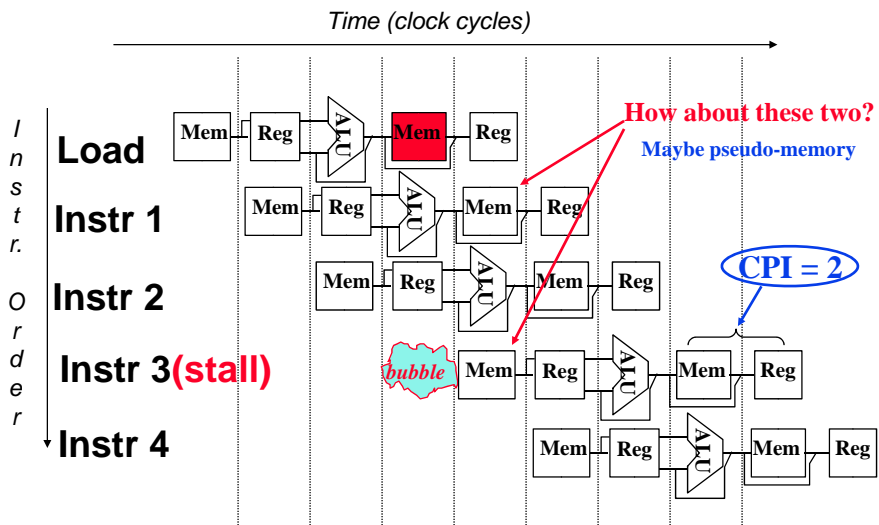 Time (clock cycles)
Instr. Order
Load
Mem Reg ALU Mem Reg
How about these two?
Maybe pseudo-memory
Instr 1
Mem Reg ALU Mem Reg
Instr 2
Mem Reg ALU Mem Reg
CPI = 2
Instr 3(stall)
bubble Mem Reg ALU Mem Reg
Instr 4
Mem Reg ALU Mem Reg